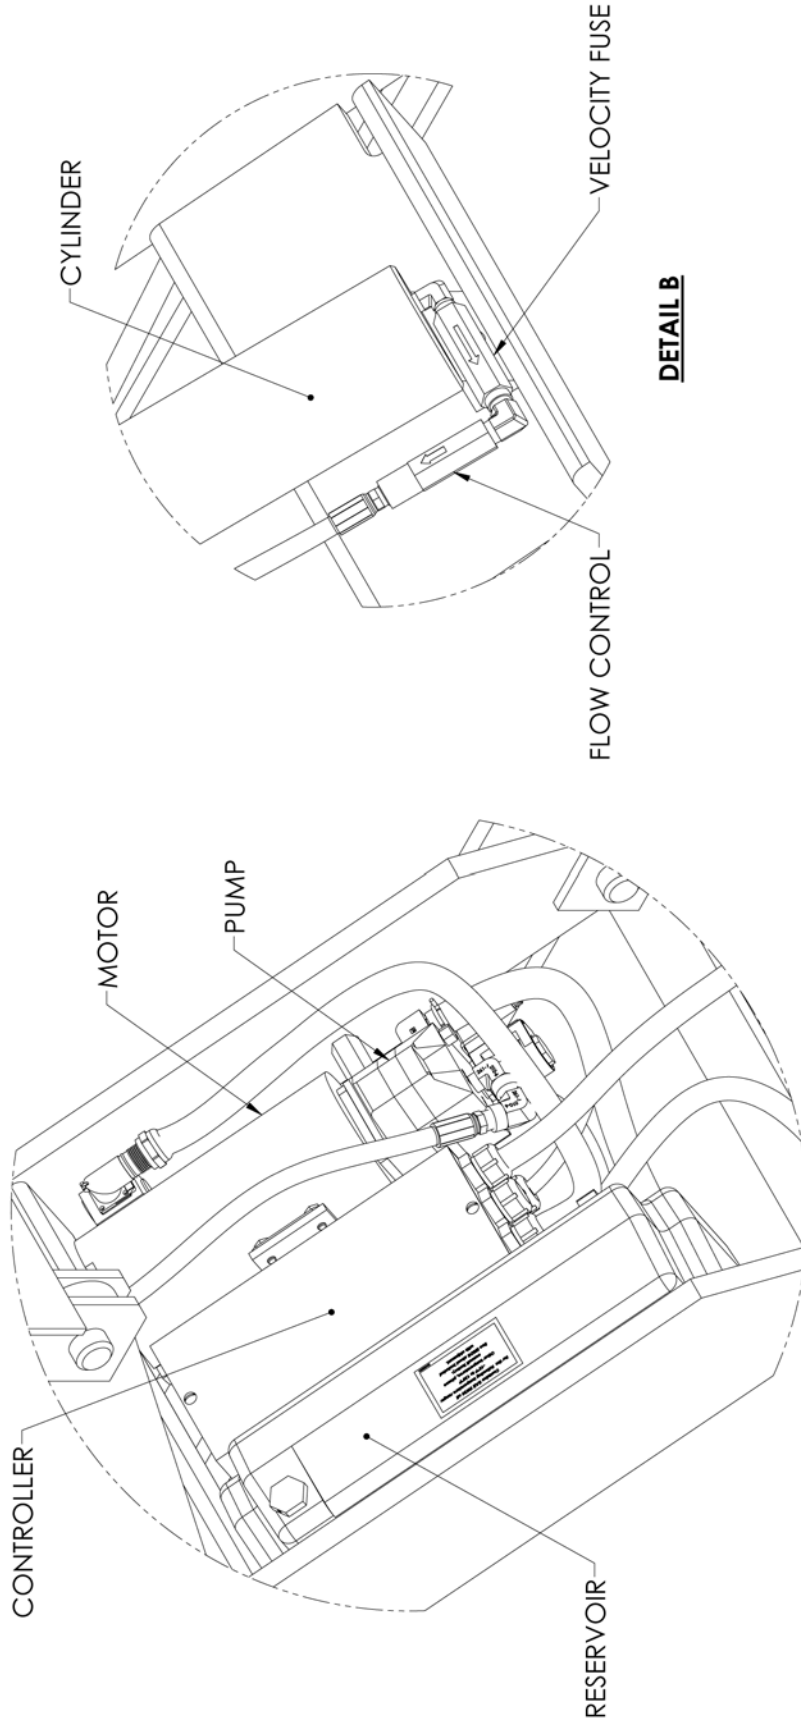 CONTROLLER
MOTOR
PUMP
RESERVOIR
CYLINDER
FLOW CONTROL
VELOCITY FUSE
DETAIL B